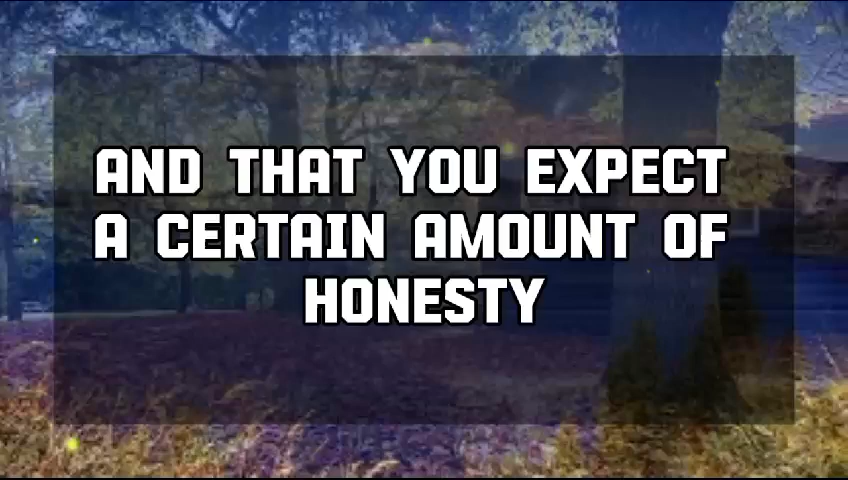 AND THAT YOU EXPECT
A CERTAIN AMOUNT OF
HONESTY